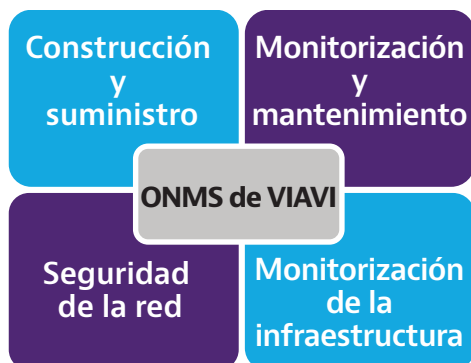 Construcción
y
suministro
Monitorización
y
mantenimiento
ONMS de VIAVI
Seguridad
de la red
Monitorización
de la
infraestructura